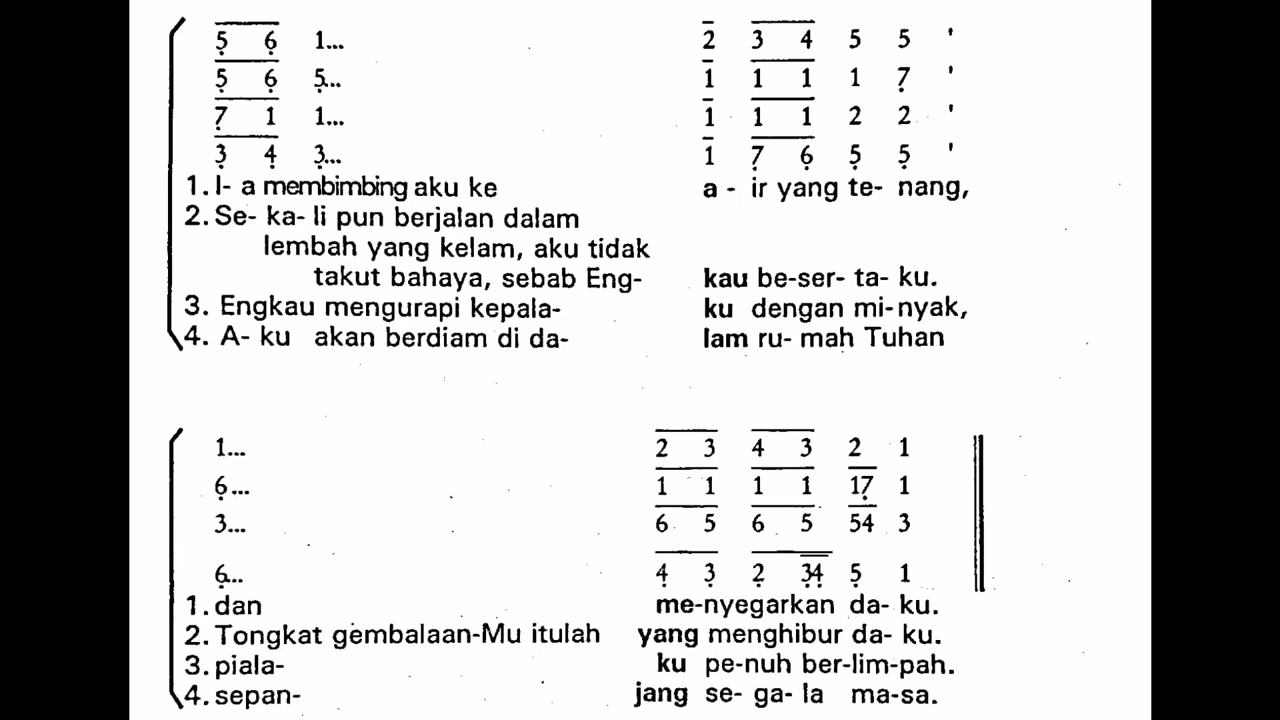 5̣ 6̣ 1... 2 3 4 5 5 '
5̣ 6̣ 5̣... 1 1 1 1 7̣ '
7̣ 1 1... 1 1 1 2 2 '
3̣ 4̣ 3̣... 1 7̣ 6̣ 5̣ 5̣ '
1. I- a membimbing aku ke a - ir yang te- nang,
2. Se- ka- li pun berjalan dalam
lembah yang kelam, aku tidak
takut bahaya, sebab Eng- kau be-ser- ta- ku.
3. Engkau mengurapi kepala- ku dengan mi-nyak,
4. A- ku akan berdiam di da- lam ru- mah Tuhan
1... 2 3 4 3 2 1
6̣... 1 1 1 1 17̣ 1
3... 6 5 6 5 54 3
6̣... 4̣ 3̣ 2̣ 3̣4̣ 5̣ 1
1. dan me-nyegarkan da- ku.
2. Tongkat gembalaan-Mu itulah yang menghibur da- ku.
3. piala- ku pe-nuh ber-lim-pah.
4. sepan- jang se- ga- la ma-sa.